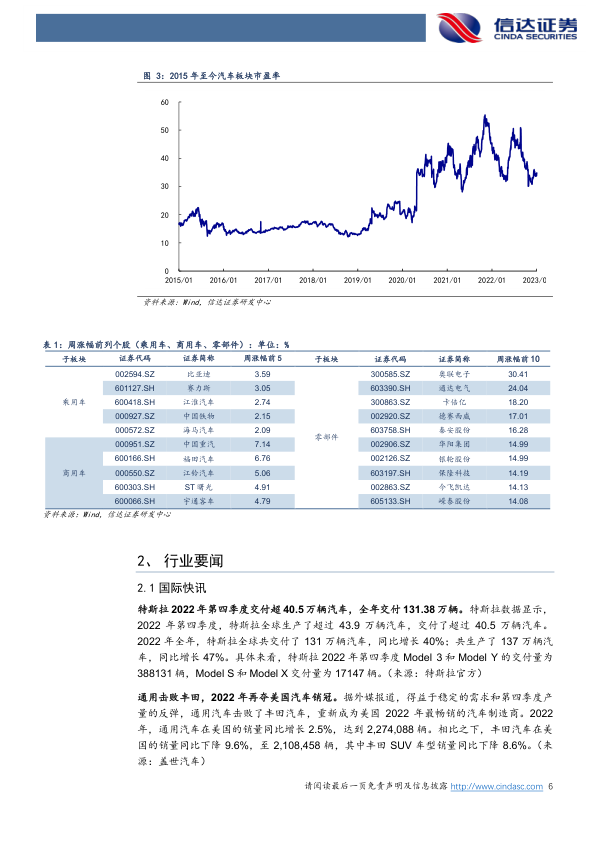 信达证券
CINDA SECURITIES
图 3：2015 年至今汽车板块市盈率
60
50
40
30
20
10
0
2015/01 2016/01 2017/01 2018/01 2019/01 2020/01 2021/01 2022/01 2023/0
资料来源：Wind，信达证券研发中心
表 1：周涨幅前列个股（乘用车、商用车、零部件）：单位：%
子板块 证券代码 证券简称 周涨幅前 5 子板块 证券代码 证券简称 周涨幅前 10
002594.SZ 比亚迪 3.59 300585.SZ 奥联电子 30.41
601127.SH 赛力斯 3.05 603390.SH 通达电气 24.04
乘用车 600418.SH 江淮汽车 2.74 300863.SZ 卡倍亿 18.20
000927.SZ 中国铁物 2.15 002920.SZ 德赛西威 17.01
000572.SZ 海马汽车 2.09 603758.SH 秦安股份 16.28
零部件
000951.SZ 中国重汽 7.14 002906.SZ 华阳集团 14.99
600166.SH 福田汽车 6.76 002126.SZ 银轮股份 14.99
商用车 000550.SZ 江铃汽车 5.06 603197.SH 保隆科技 14.19
600303.SH ST 曙光 4.91 002863.SZ 今飞凯达 14.13
600066.SH 宇通客车 4.79 605133.SH 嵘泰股份 14.08
资料来源：Wind，信达证券研发中心
2、 行业要闻
2.1 国际快讯
特斯拉 2022 年第四季度交付超 40.5 万辆汽车，全年交付 131.38 万辆。特斯拉数据显示，
2022 年第四季度，特斯拉全球生产了超过 43.9 万辆汽车，交付了超过 40.5 万辆汽车。
2022 年全年，特斯拉全球共交付了 131 万辆汽车，同比增长 40%；共生产了 137 万辆汽
车，同比增长 47%。具体来看，特斯拉 2022 年第四季度 Model 3 和 Model Y 的交付量为
388131 辆，Model S 和 Model X 交付量为 17147 辆。（来源：特斯拉官方）
通用击败丰田，2022 年再夺美国汽车销冠。据外媒报道，得益于稳定的需求和第四季度产
量的反弹，通用汽车击败了丰田汽车，重新成为美国 2022 年最畅销的汽车制造商。2022
年，通用汽车在美国的销量同比增长 2.5%，达到 2,274,088 辆。相比之下，丰田汽车在美
国的销量同比下降 9.6%，至 2,108,458 辆，其中丰田 SUV 车型销量同比下降 8.6%。（来
源：盖世汽车）
请阅读最后一页免责声明及信息披露 http://www.cindasc.com 6